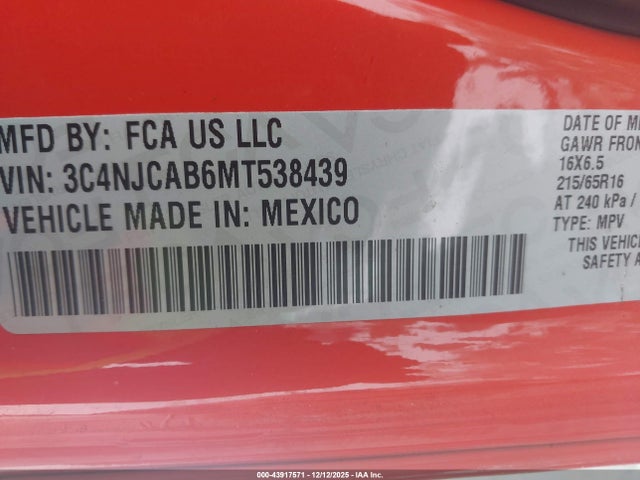 MFD BY: FCA US LLC
VIN: 3C4NJCAB6MT538439
VEHICLE MADE IN: MEXICO
DATE OF M
GAWR FRON
16X6.5
215/65R16
AT 240 kPa /
TYPE: MPV
THIS VEHIC
SAFETY A
000-43917571 - 12/12/2025 - IAA Inc.